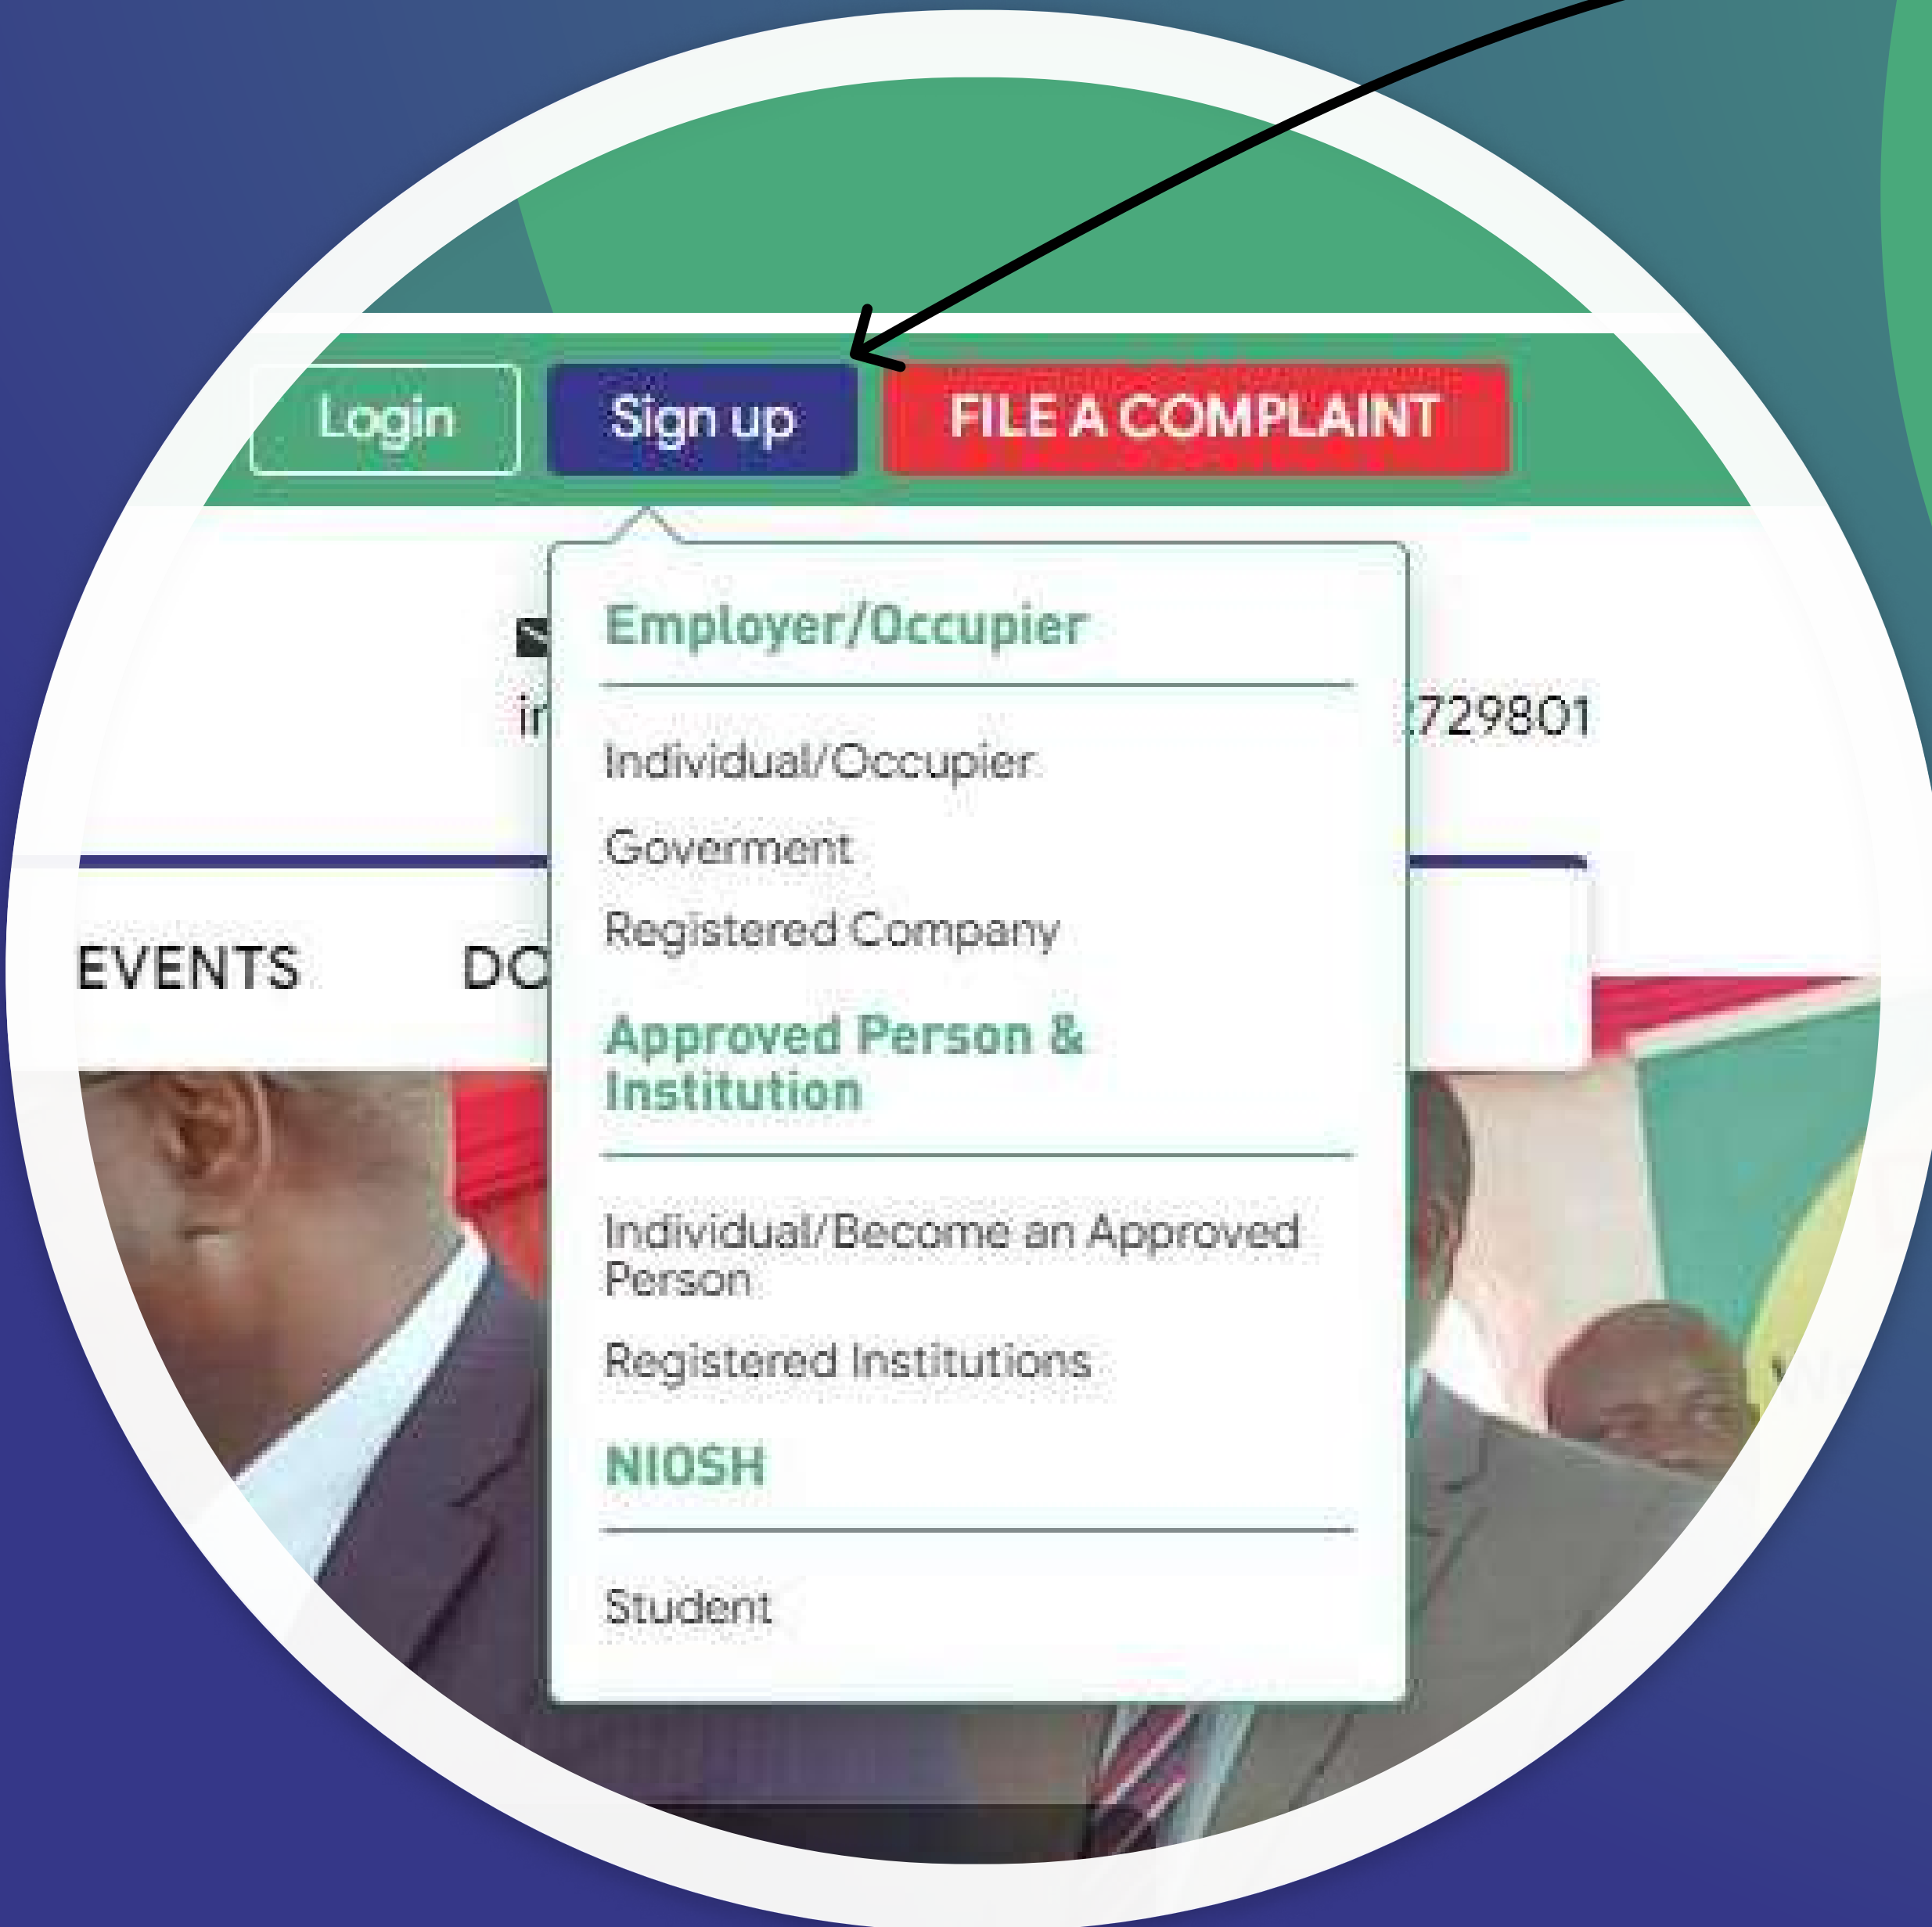 Login Sign up FILE A COMPLAINT
Employer/Occupier
729801
Individual/Occupier
Goverment
Registered Company
EVENTS
Approved Person &
Institution
Individual/Become an Approved
Person
Registered Institutions
NIOSH
Student